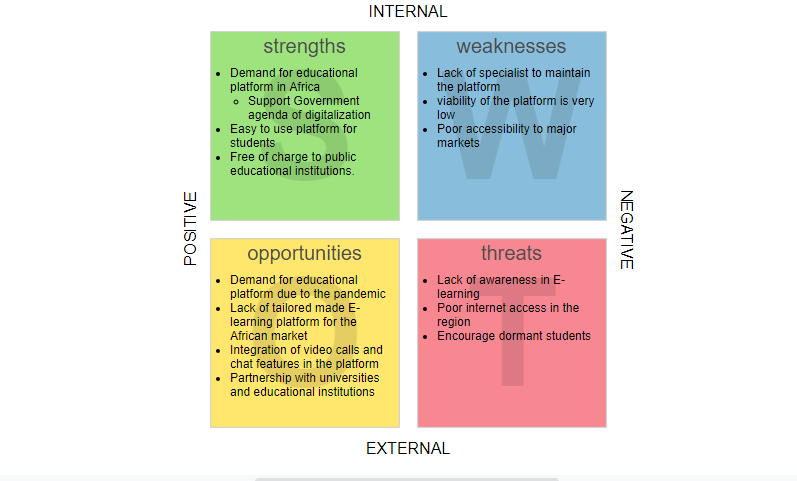 INTERNAL
strengths
• Demand for educational
platform in Africa
◦ Support Government
agenda of digitalization
• Easy to use platform for
students
• Free of charge to public
educational institutions.
S
weaknesses
• Lack of specialist to maintain
the platform
• viability of the platform is very
low
• Poor accessibility to major
markets
W
POSITIVE
NEGATIVE
opportunities
• Demand for educational
platform due to the pandemic
• Lack of tailored made E-
learning platform for the
African market
• Integration of video calls and
chat features in the platform
• Partnership with universities
and educational institutions
O
threats
• Lack of awareness in E-
learning
• Poor internet access in the
region
• Encourage dormant students
T
EXTERNAL